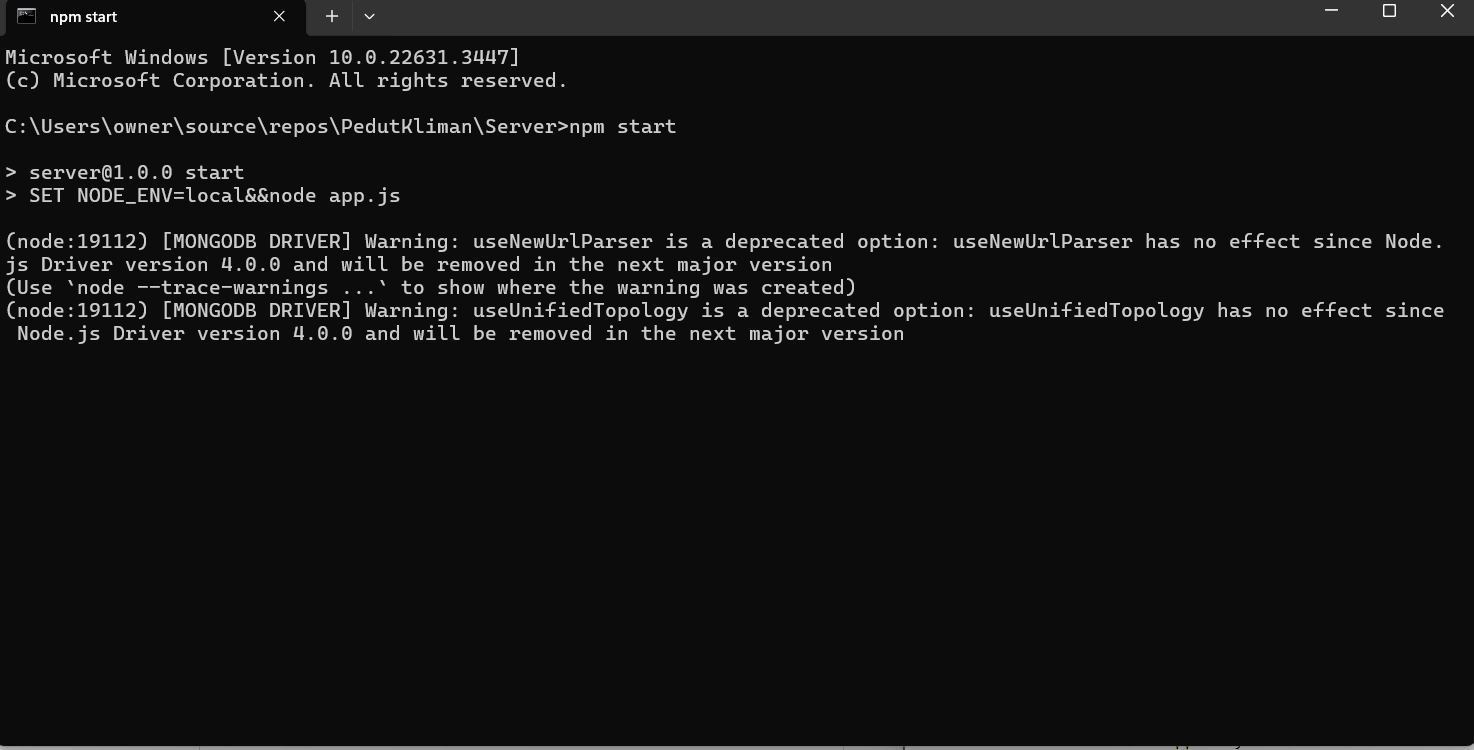 npm start
Microsoft Windows [Version 10.0.22631.3447]
(c) Microsoft Corporation. All rights reserved.
C:\Users\owner\source\repos\PedutKliman\Server>npm start
> server@1.0.0 start
> SET NODE_ENV=local&&node app.js
(node:19112) [MONGODB DRIVER] Warning: useNewUrlParser is a deprecated option: useNewUrlParser has no effect since Node.
js Driver version 4.0.0 and will be removed in the next major version
(Use `node --trace-warnings ...` to show where the warning was created)
(node:19112) [MONGODB DRIVER] Warning: useUnifiedTopology is a deprecated option: useUnifiedTopology has no effect since
Node.js Driver version 4.0.0 and will be removed in the next major version